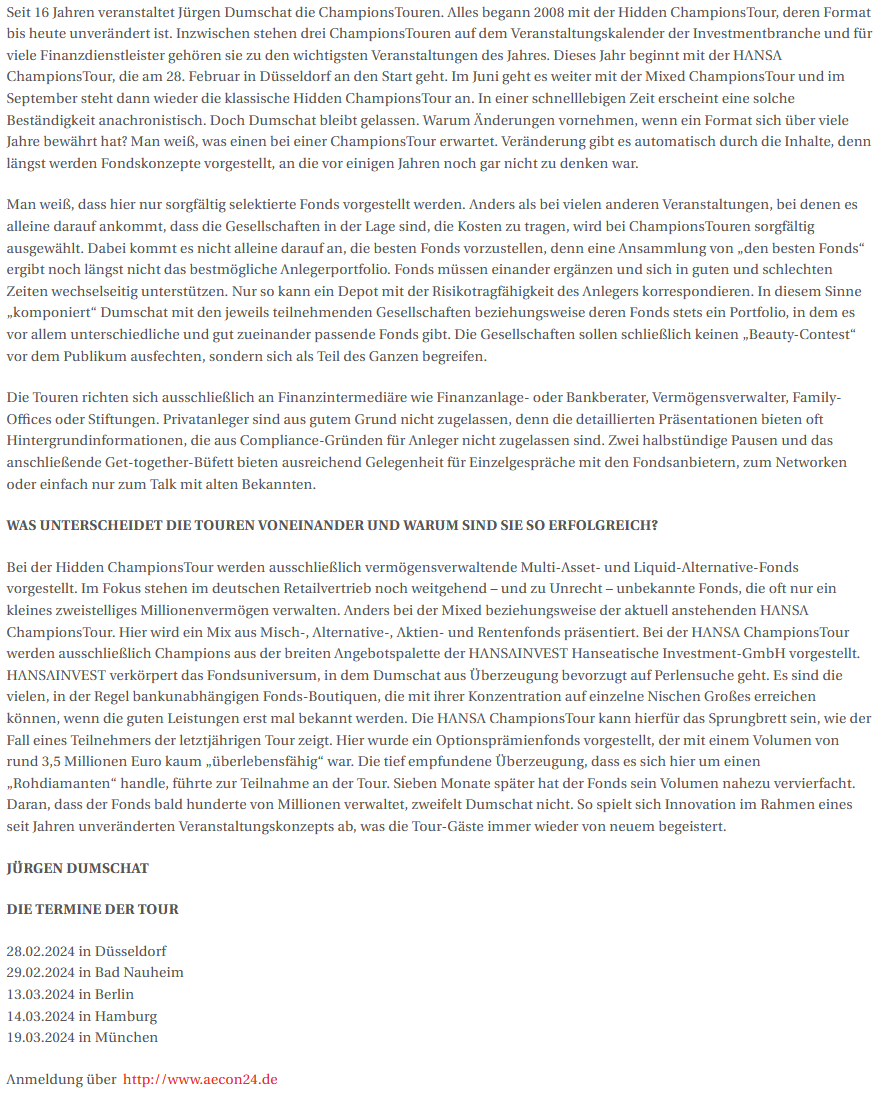 Seit 16 Jahren veranstaltet Jürgen Dumschat die ChampionsTouren. Alles begann 2008 mit der Hidden ChampionsTour, deren Format
bis heute unverändert ist. Inzwischen stehen drei ChampionsTouren auf dem Veranstaltungskalender der Investmentbranche und für
viele Finanzdienstleister gehören sie zu den wichtigsten Veranstaltungen des Jahres. Dieses Jahr beginnt mit der HANSA
ChampionsTour, die am 28. Februar in Düsseldorf an den Start geht. Im Juni geht es weiter mit der Mixed ChampionsTour und im
September steht dann wieder die klassische Hidden ChampionsTour an. In einer schnelllebigen Zeit erscheint eine solche
Beständigkeit anachronistisch. Doch Dumschat bleibt gelassen. Warum Änderungen vornehmen, wenn ein Format sich über viele
Jahre bewährt hat? Man weiß, was einen bei einer ChampionsTour erwartet. Veränderung gibt es automatisch durch die Inhalte, denn
längst werden Fondskonzepte vorgestellt, an die vor einigen Jahren noch gar nicht zu denken war.
Man weiß, dass hier nur sorgfältig selektierte Fonds vorgestellt werden. Anders als bei vielen anderen Veranstaltungen, bei denen es
alleine darauf ankommt, dass die Gesellschaften in der Lage sind, die Kosten zu tragen, wird bei ChampionsTouren sorgfältig
ausgewählt. Dabei kommt es nicht alleine darauf an, die besten Fonds vorzustellen, denn eine Ansammlung von „den besten Fonds“
ergibt noch längst nicht das bestmögliche Anlegerportfolio. Fonds müssen einander ergänzen und sich in guten und schlechten
Zeiten wechselseitig unterstützen. Nur so kann ein Depot mit der Risikotragfähigkeit des Anlegers korrespondieren. In diesem Sinne
„komponiert“ Dumschat mit den jeweils teilnehmenden Gesellschaften beziehungsweise deren Fonds stets ein Portfolio, in dem es
vor allem unterschiedliche und gut zueinander passende Fonds gibt. Die Gesellschaften sollen schließlich keinen „Beauty-Contest“
vor dem Publikum ausfechten, sondern sich als Teil des Ganzen begreifen.
Die Touren richten sich ausschließlich an Finanzintermediäre wie Finanzanlage- oder Bankberater, Vermögensverwalter, Family-
Offices oder Stiftungen. Privatanleger sind aus gutem Grund nicht zugelassen, denn die detaillierten Präsentationen bieten oft
Hintergrundinformationen, die aus Compliance-Gründen für Anleger nicht zugelassen sind. Zwei halbstündige Pausen und das
anschließende Get-together-Büfett bieten ausreichend Gelegenheit für Einzelgespräche mit den Fondsanbietern, zum Networken
oder einfach nur zum Talk mit alten Bekannten.
WAS UNTERSCHEIDET DIE TOUREN VONEINANDER UND WARUM SIND SIE SO ERFOLGREICH?
Bei der Hidden ChampionsTour werden ausschließlich vermögensverwaltende Multi-Asset- und Liquid-Alternative-Fonds
vorgestellt. Im Fokus stehen im deutschen Retailvertrieb noch weitgehend – und zu Unrecht – unbekannte Fonds, die oft nur ein
kleines zweistelliges Millionenvermögen verwalten. Anders bei der Mixed beziehungsweise der aktuell anstehenden HANSA
ChampionsTour. Hier wird ein Mix aus Misch-, Alternative-, Aktien- und Rentenfonds präsentiert. Bei der HANSA ChampionsTour
werden ausschließlich Champions aus der breiten Angebotspalette der HANSAINVEST Hanseatische Investment-GmbH vorgestellt.
HANSAINVEST verkörpert das Fondsuniversum, in dem Dumschat aus Überzeugung bevorzugt auf Perlensuche geht. Es sind die
vielen, in der Regel bankunabhängigen Fonds-Boutiquen, die mit ihrer Konzentration auf einzelne Nischen Großes erreichen
können, wenn die guten Leistungen erst mal bekannt werden. Die HANSA ChampionsTour kann hierfür das Sprungbrett sein, wie der
Fall eines Teilnehmers der letztjährigen Tour zeigt. Hier wurde ein Optionsprämienfonds vorgestellt, der mit einem Volumen von
rund 3,5 Millionen Euro kaum „überlebensfähig“ war. Die tief empfundene Überzeugung, dass es sich hier um einen
„Rohdiamanten“ handle, führte zur Teilnahme an der Tour. Sieben Monate später hat der Fonds sein Volumen nahezu vervierfacht.
Daran, dass der Fonds bald hunderte von Millionen verwaltet, zweifelt Dumschat nicht. So spielt sich Innovation im Rahmen eines
seit Jahren unveränderten Veranstaltungskonzepts ab, was die Tour-Gäste immer wieder von neuem begeistert.
JÜRGEN DUMSCHAT
DIE TERMINE DER TOUR
28.02.2024 in Düsseldorf
29.02.2024 in Bad Nauheim
13.03.2024 in Berlin
14.03.2024 in Hamburg
19.03.2024 in München
Anmeldung über http://www.aecon24.de